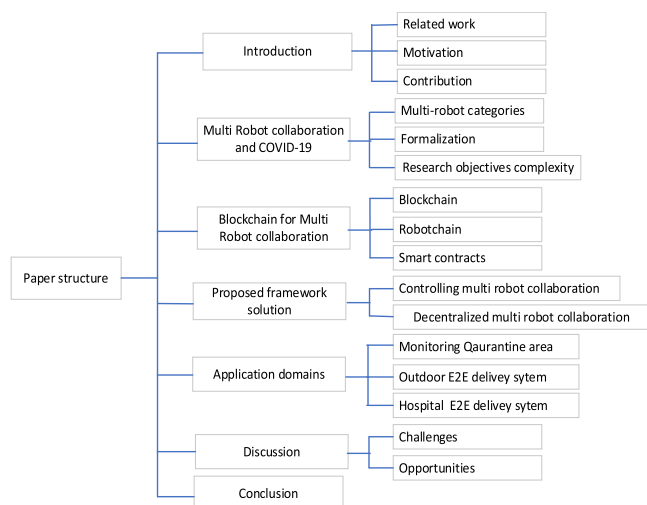 Paper structure
Introduction
Related work
Motivation
Contribution
Multi Robot collaboration
and COVID-19
Multi-robot categories
Formalization
Research objectives complexity
Blockchain for Multi
Robot collaboration
Blockchain
Robotchain
Smart contracts
Proposed framework
solution
Controlling multi robot collaboration
Decentralized multi robot collaboration
Application domains
Monitoring Qaurantine area
Outdoor E2E delivey sytem
Hospital E2E delivey sytem
Discussion
Challenges
Opportunities
Conclusion